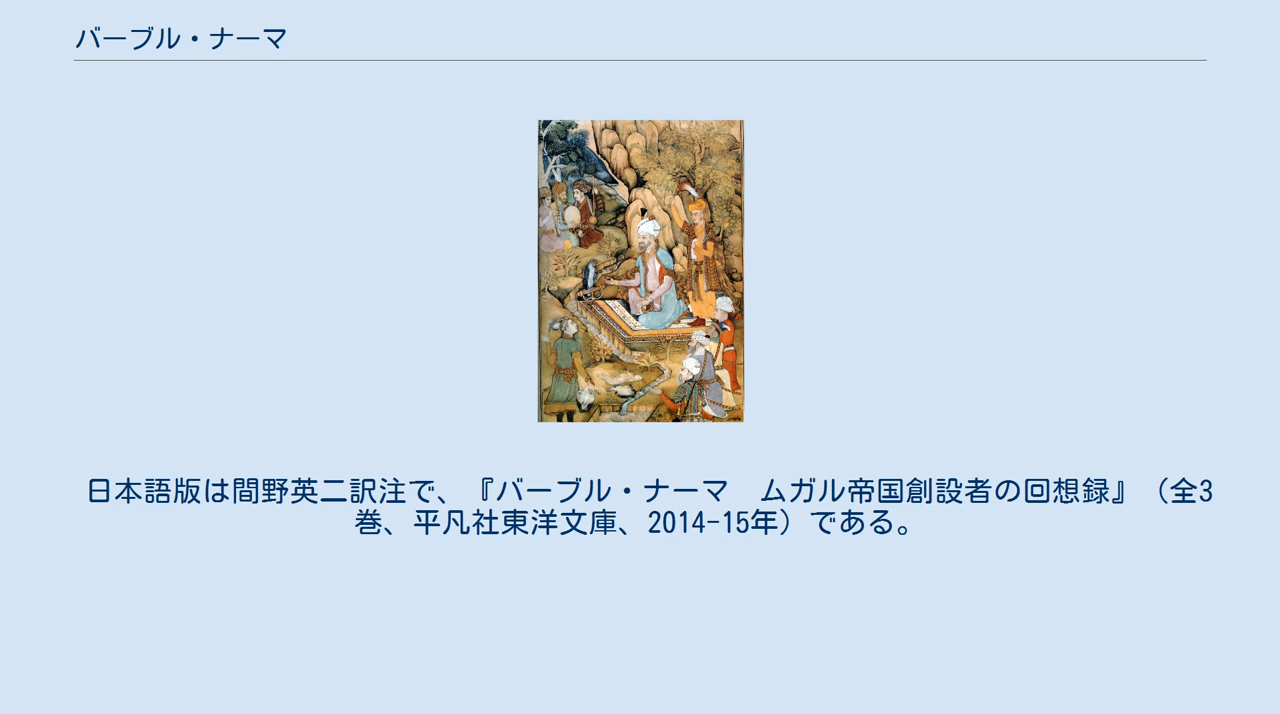 バーブル・ナーマ
日本語版は間野英二訳注で、『バーブル・ナーマ　ムガル帝国創設者の回想録』（全3
巻、平凡社東洋文庫、2014-15年）である。